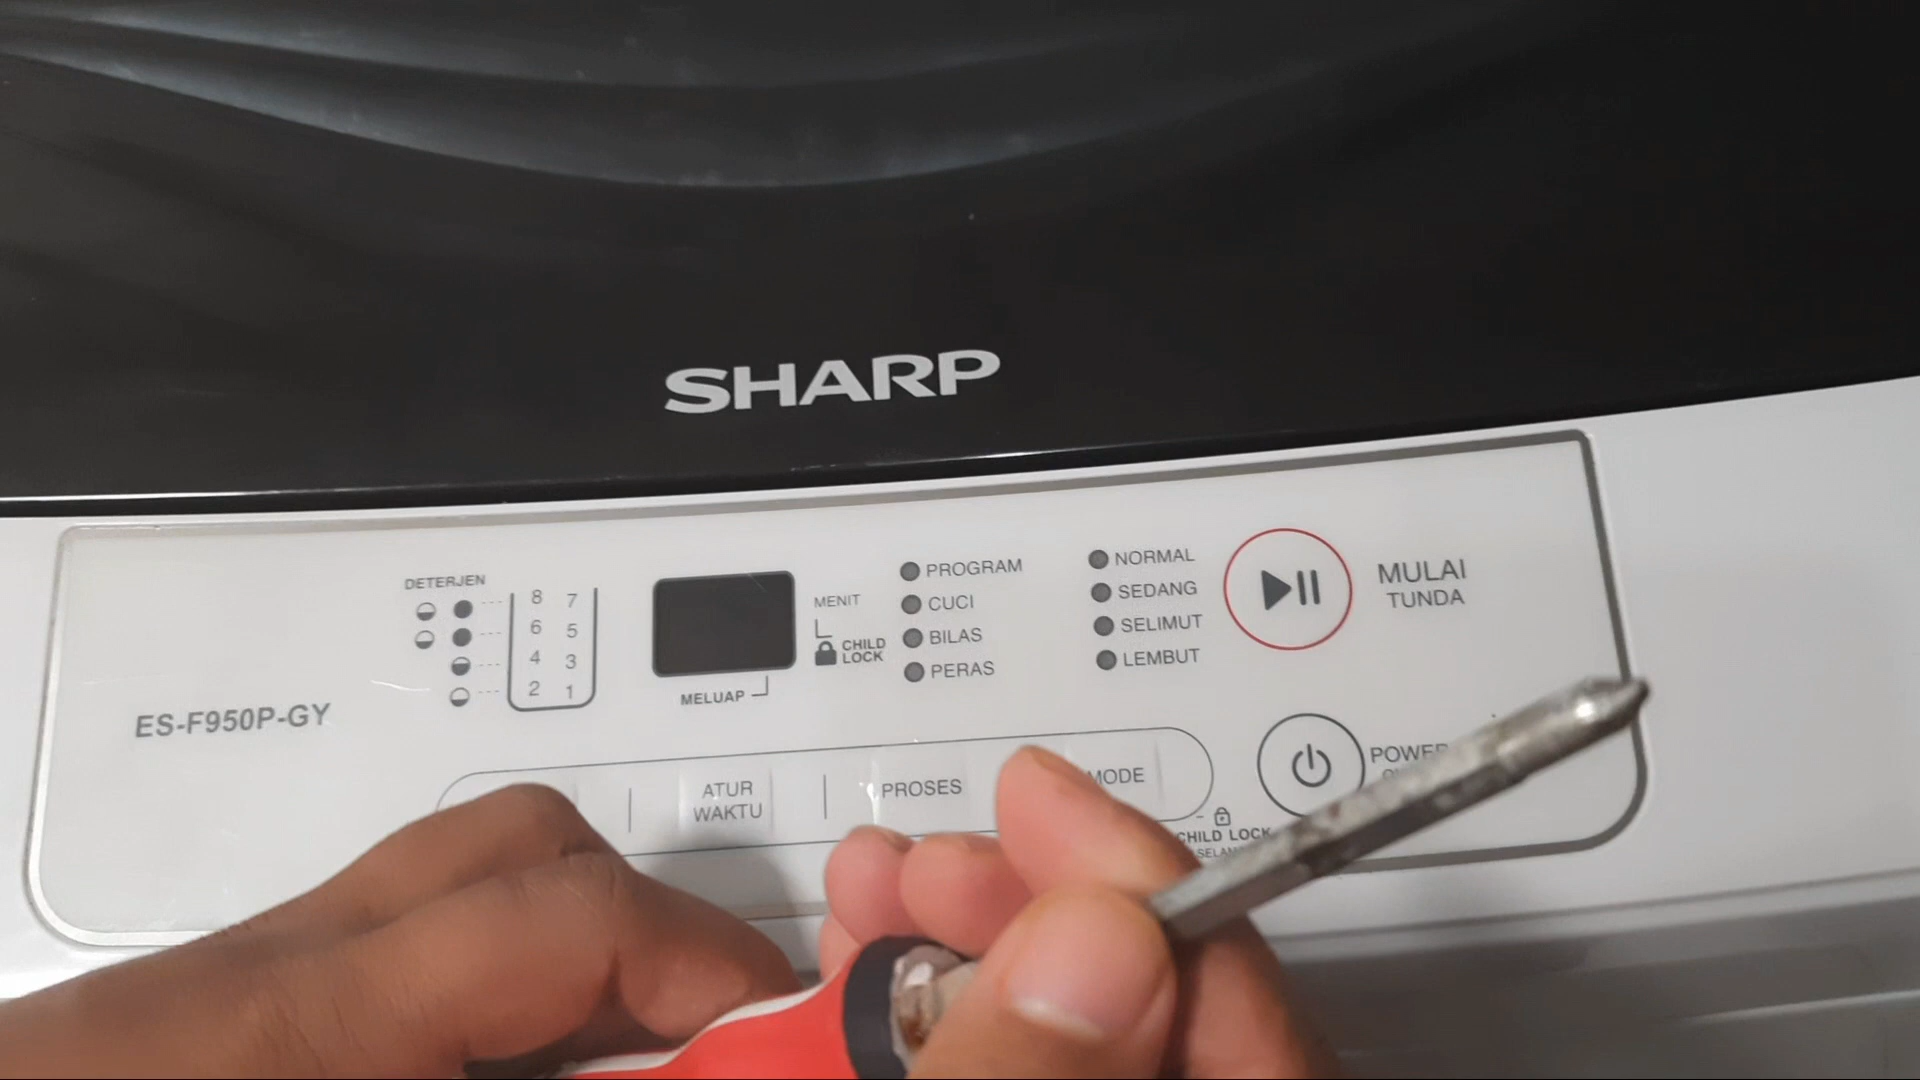 SHARP
DETERJEN
8 7
6 5
4 3
2 1
MENIT
CHILD
LOCK
MELUAP
PROGRAM
CUCI
BILAS
PERAS
NORMAL
SEDANG
SELIMUT
LEMBUT
MULAI
TUNDA
ES-F950P-GY
ATUR
WAKTU
PROSES
MODE
POWER
CHILD LOCK